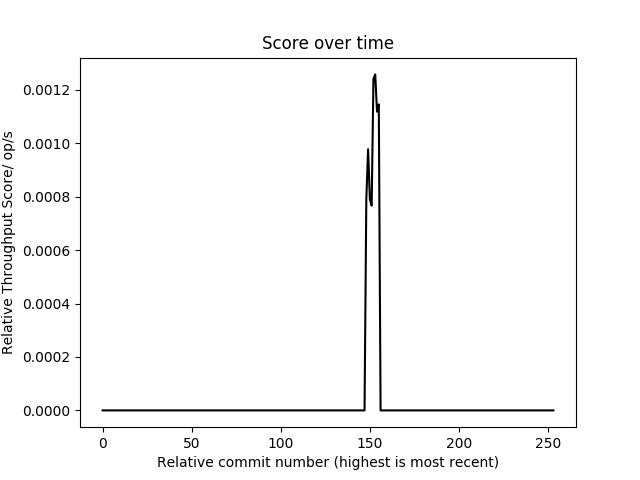 Score over time
Relative Throughput Score/ op/s
0.0012
0.0010
0.0008
0.0006
0.0004
0.0002
0.0000
0 50 100 150 200 250
Relative commit number (highest is most recent)